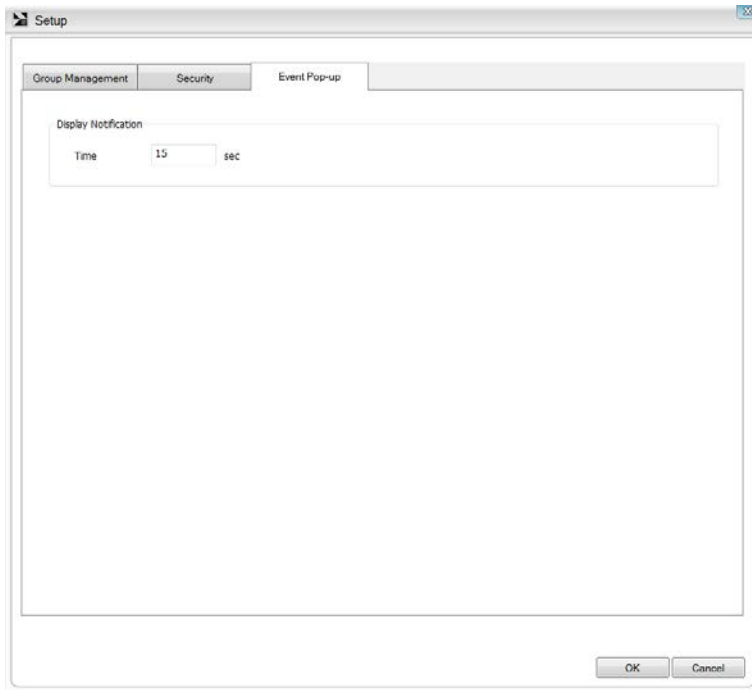 Setup
Group Management Security Event Pop-up
Display Notification
Time 15 sec
OK Cancel